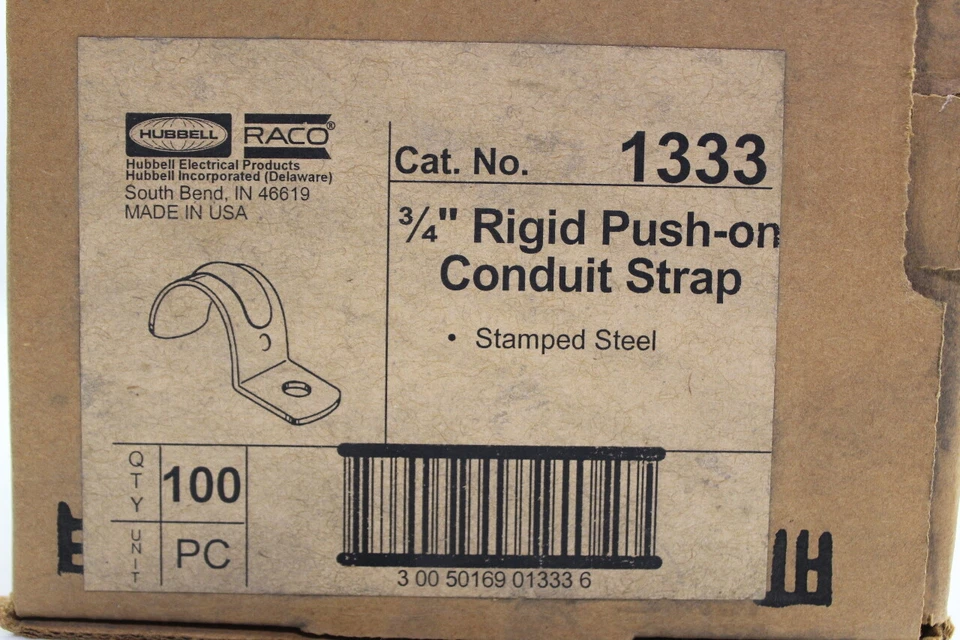 HUBBELL RACO®
Hubbell Electrical Products
Hubbell Incorporated (Delaware)
South Bend, IN 46619
MADE IN USA
Cat. No. 1333
¾" Rigid Push-on
Conduit Strap
• Stamped Steel
QTY 100
UNIT PC
3 00 50169 01333 6